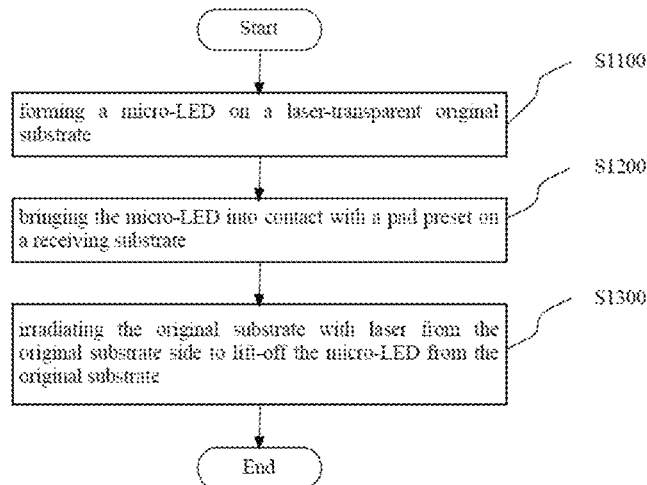 Start
S1100
forming a micro-LED on a laser-transparent original
substrate
S1200
bringing the micro-LED into contact with a pad preset on
a receiving substrate
S1300
irradiating the original substrate with laser from the
original substrate side to lift-off the micro-LED from the
original substrate
End